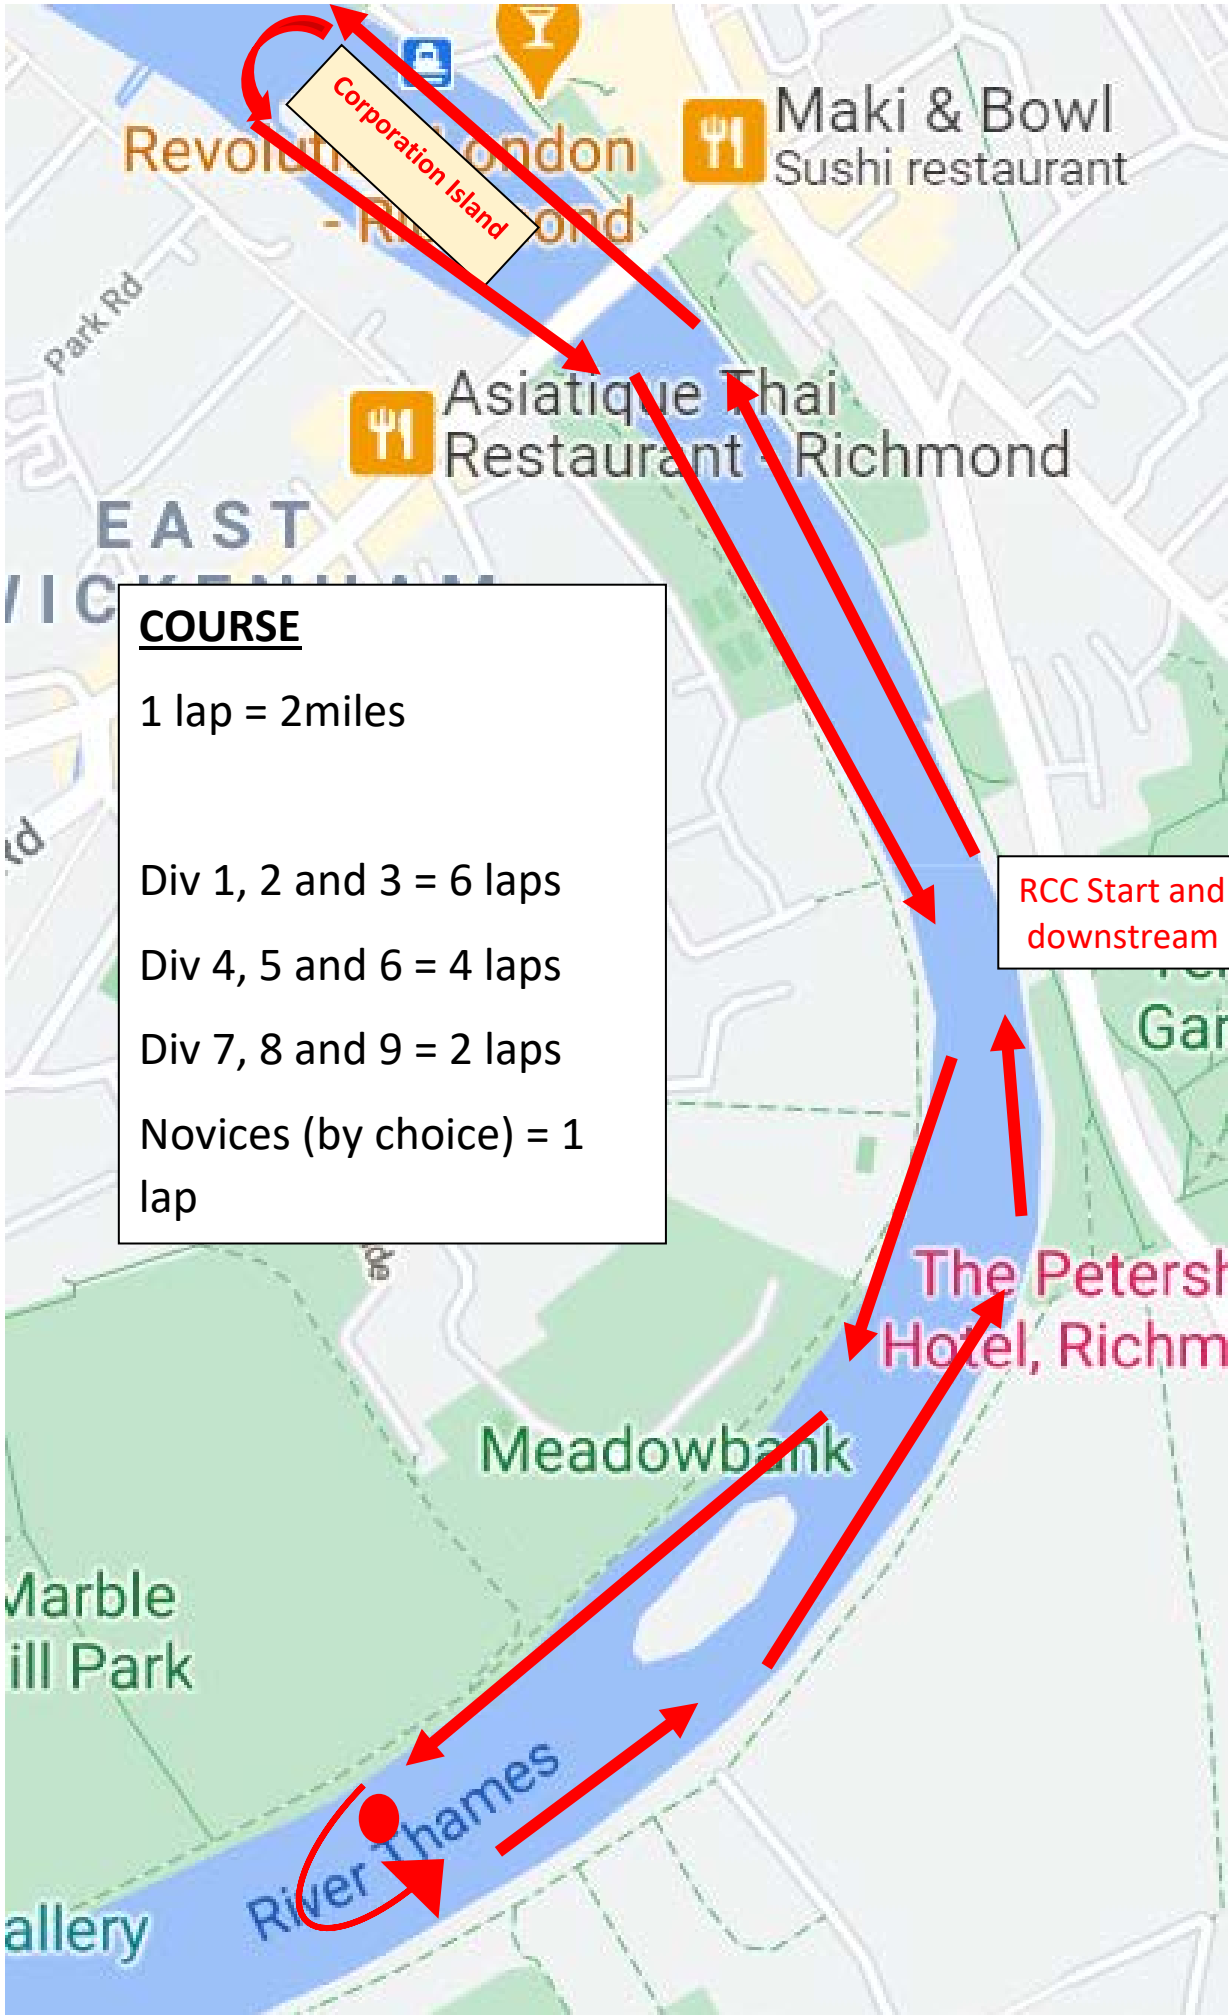 Corporation Island
Maki & Bowl
Sushi restaurant
Park Rd
Asiatique Thai
Restaurant - Richmond
EAST
COURSE
1 lap = 2miles
Div 1, 2 and 3 = 6 laps
Div 4, 5 and 6 = 4 laps
Div 7, 8 and 9 = 2 laps
Novices (by choice) = 1
lap
RCC Start and
downstream
The Petersh
Hotel, Richm
Meadowbank
Marble
ill Park
River Thames
allery